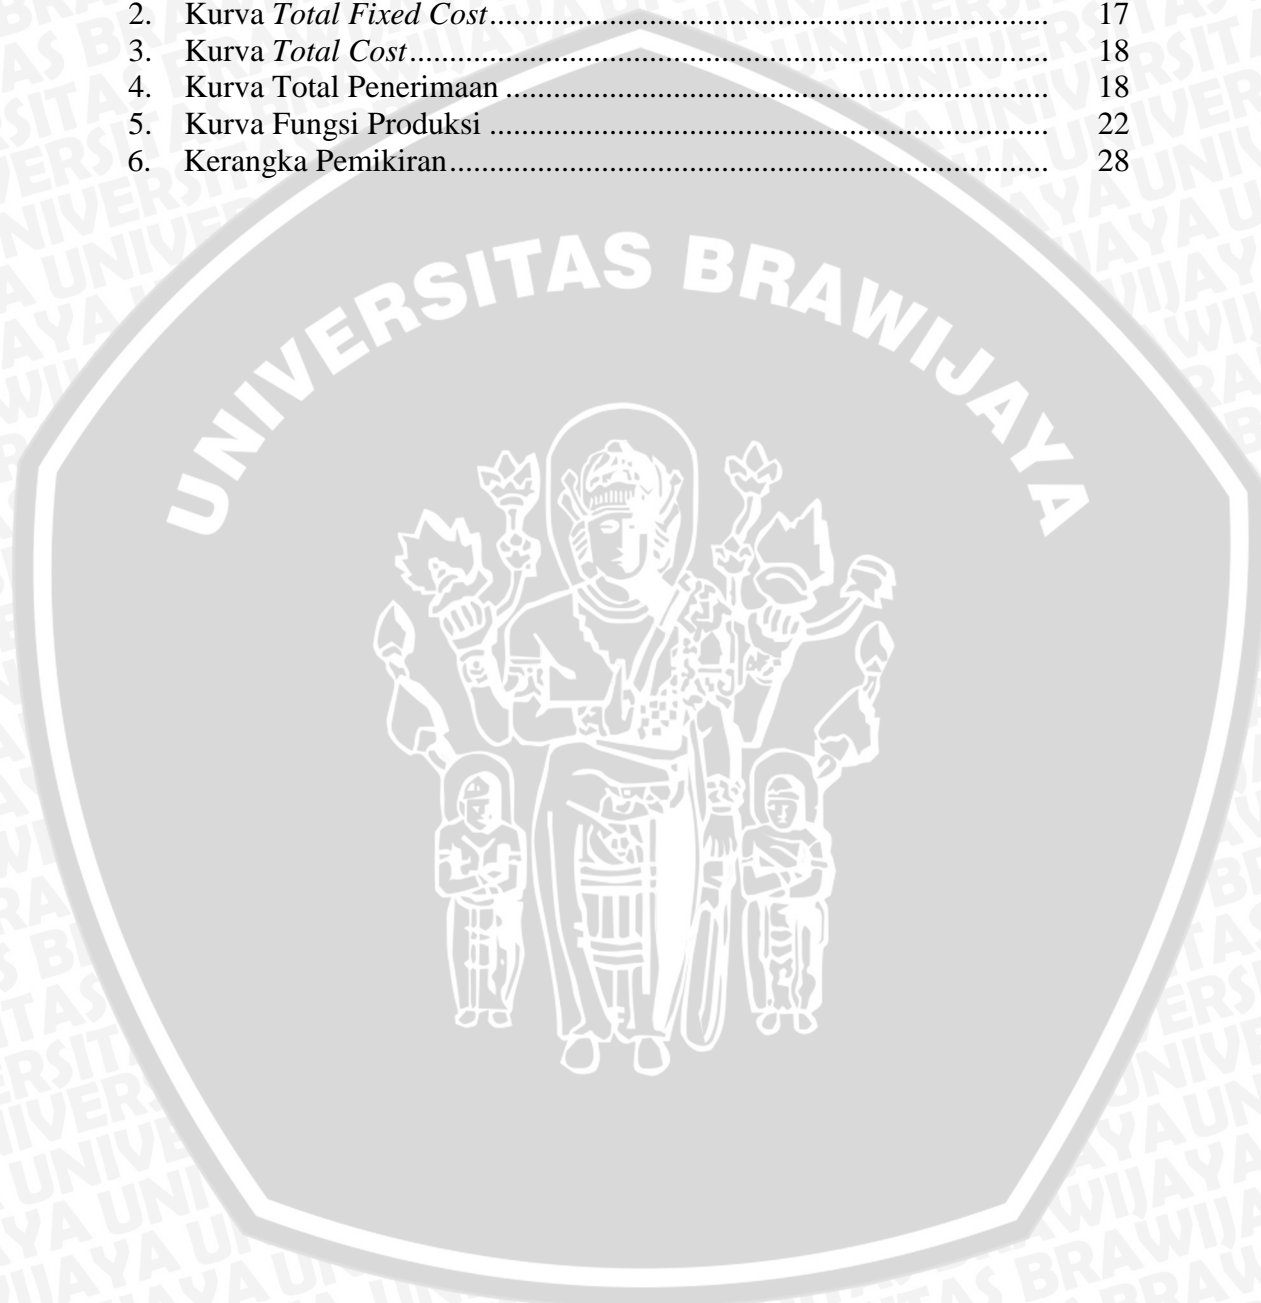 2. Kurva Total Fixed Cost..................................................................... 17
3. Kurva Total Cost............................................................................... 18
4. Kurva Total Penerimaan ................................................................... 18
5. Kurva Fungsi Produksi ..................................................................... 22
6. Kerangka Pemikiran.......................................................................... 28
UNIVERSITAS BRAWIJAYA